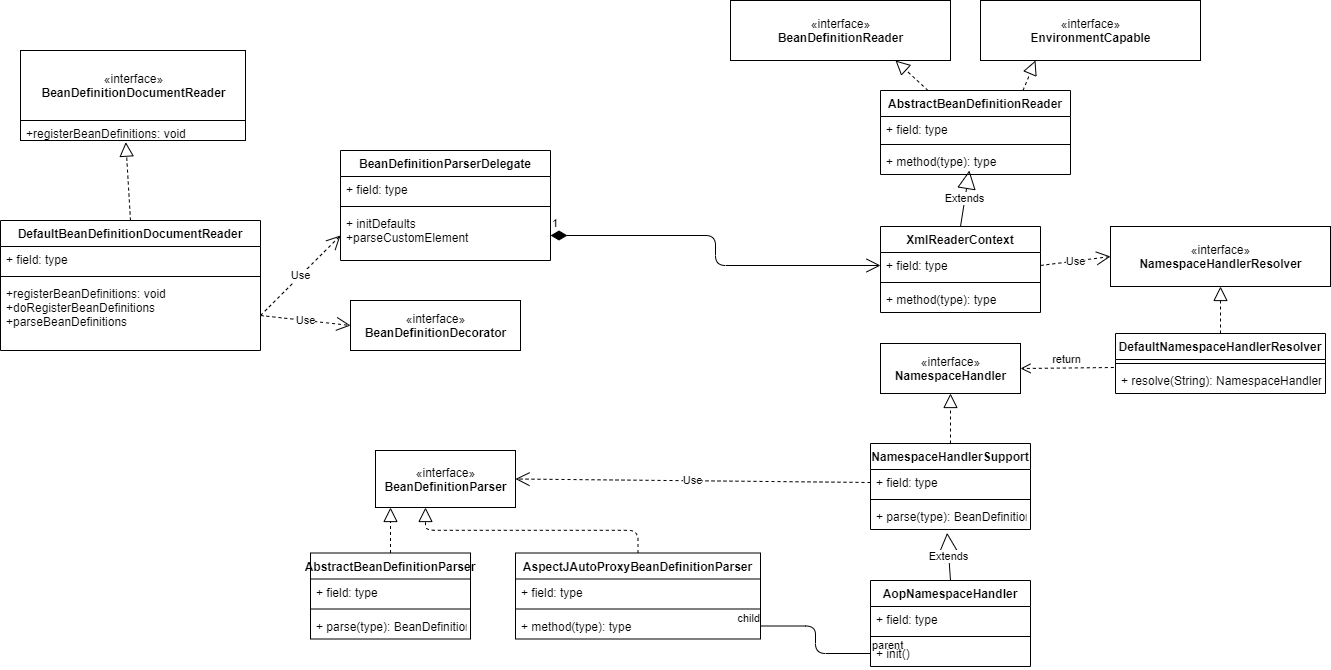 «interface»
BeanDefinitionReader
«interface»
EnvironmentCapable
«interface»
BeanDefinitionDocumentReader
+registerBeanDefinitions: void
AbstractBeanDefinitionReader
+ field: type
+ method(type): type
BeanDefinitionParserDelegate
+ field: type
+ initDefaults
+parseCustomElement
1
Extends
DefaultBeanDefinitionDocumentReader
+ field: type
+registerBeanDefinitions: void
+doRegisterBeanDefinitions
+parseBeanDefinitions
Use
Use
«interface»
BeanDefinitionDecorator
XmlReaderContext
+ field: type
+ method(type): type
Use
«interface»
NamespaceHandlerResolver
DefaultNamespaceHandlerResolver
+ resolve(String): NamespaceHandler
return
«interface»
NamespaceHandler
NamespaceHandlerSupport
+ field: type
+ parse(type): BeanDefinition
Use
«interface»
BeanDefinitionParser
Extends
AbstractBeanDefinitionParser
+ field: type
+ parse(type): BeanDefinition
AspectJAutoProxyBeanDefinitionParser
+ field: type
+ method(type): type
child
AopNamespaceHandler
+ field: type
parent
+ init()